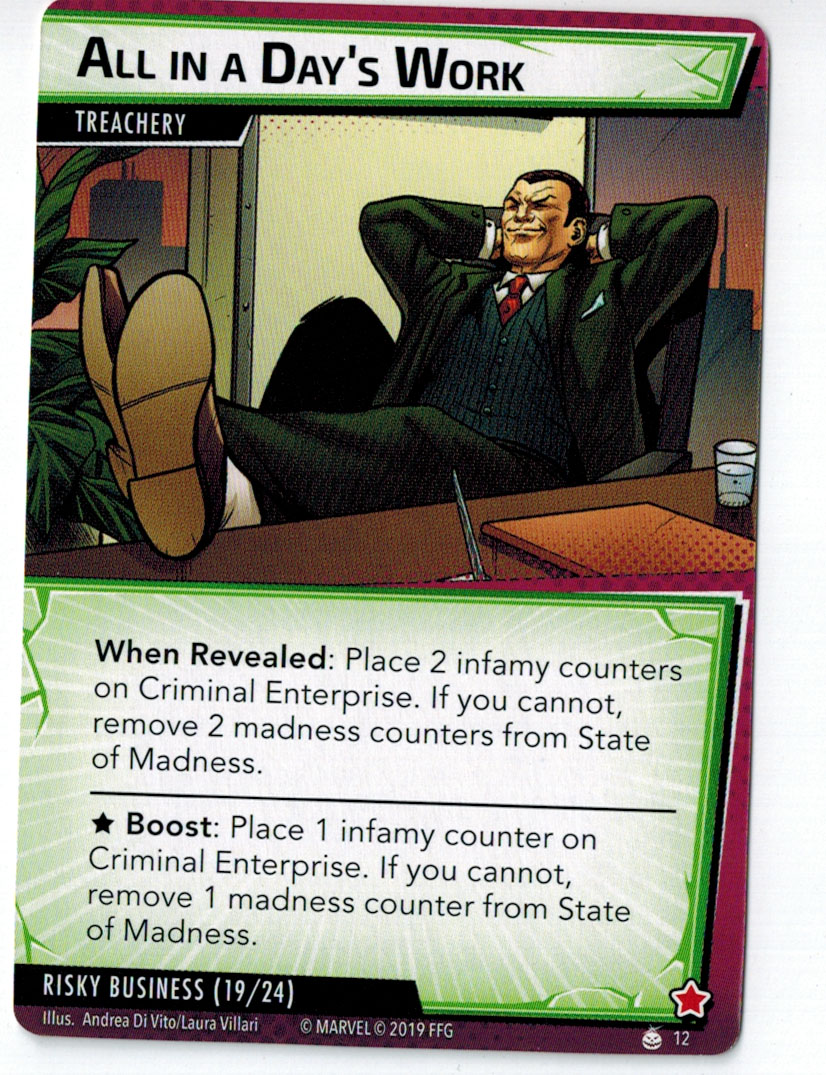 ALL IN A DAY'S WORK
TREACHERY
When Revealed: Place 2 infamy counters
on Criminal Enterprise. If you cannot,
remove 2 madness counters from State
of Madness.
★ Boost: Place 1 infamy counter on
Criminal Enterprise. If you cannot,
remove 1 madness counter from State
of Madness.
RISKY BUSINESS (19/24)
Illus. Andrea Di Vito/Laura Villari © MARVEL © 2019 FFG 12